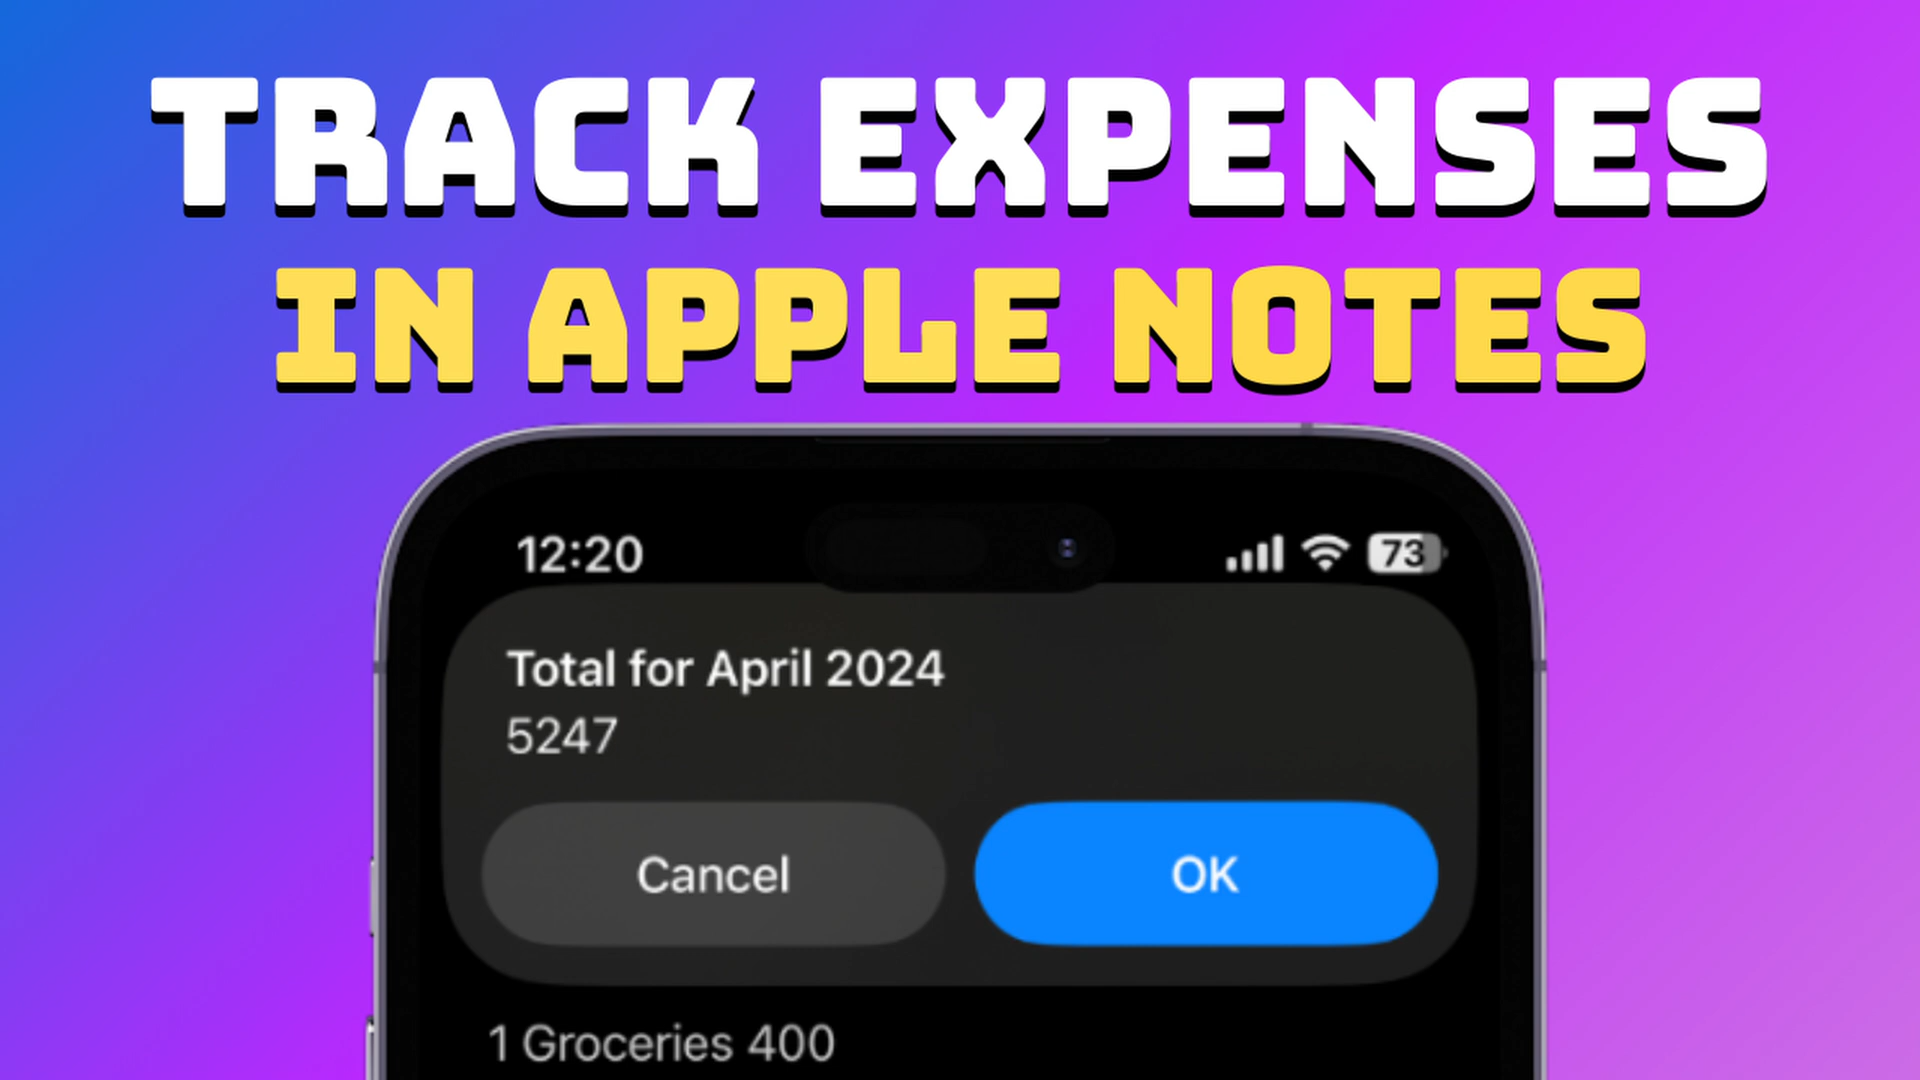 TRACK EXPENSES
IN APPLE NOTES
12:20 73
Total for April 2024
5247
Cancel OK
1 Groceries 400